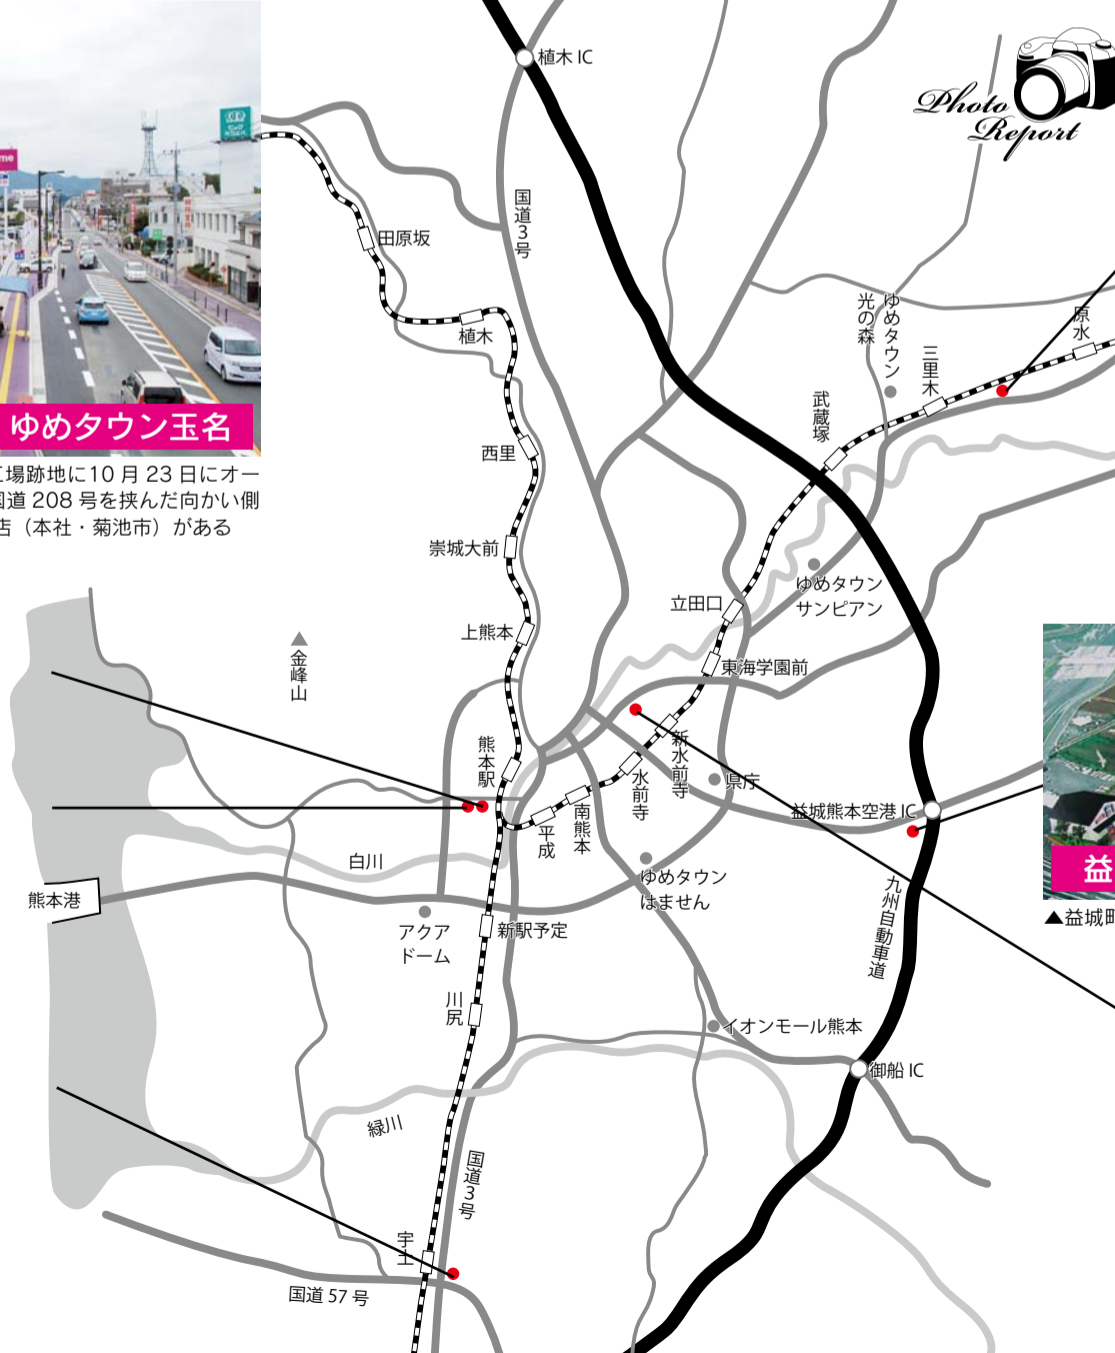 植木 IC
Photo
Report
国道3号
田原坂
植木
ゆめタウン
光の森
原水
三里木
武蔵塚
ゆめタウン玉名
工場跡地に10 月 23 日にオー
国道 208 号を挟んだ向かい側
店（本社・菊池市）がある
西里
崇城大前
ゆめタウン
サンピアン
立田口
上熊本
東海学園前
金峰山
熊本駅
新水前寺
水前寺
県庁
南熊本
平成
益城熊本空港 IC
白川
ゆめタウン
はません
熊本港
益
▲益城町
アクア
ドーム
新駅予定
九州自動車道
川尻
イオンモール熊本
御船 IC
緑川
国道3号
宇土
国道 57 号